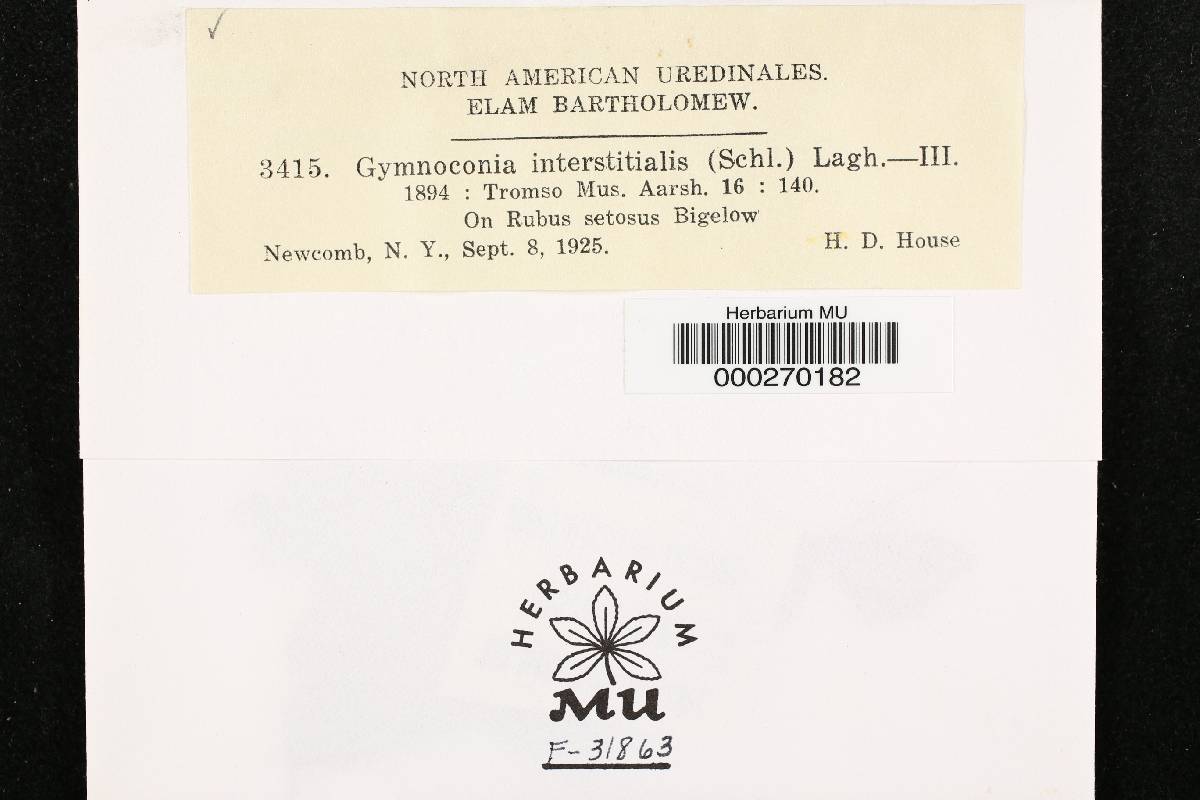 NORTH AMERICAN UREDINALES.
ELAM BARTHOLOMEW.
3415. Gymnoconia interstitialis (Schl.) Lagh.—III.
1894 : Tromso Mus. Aarsh. 16 : 140.
On Rubus setosus Bigelow
Newcomb, N. Y., Sept. 8, 1925. H. D. House
Herbarium MU
000270182
HERBARIUM
MU
F-31863